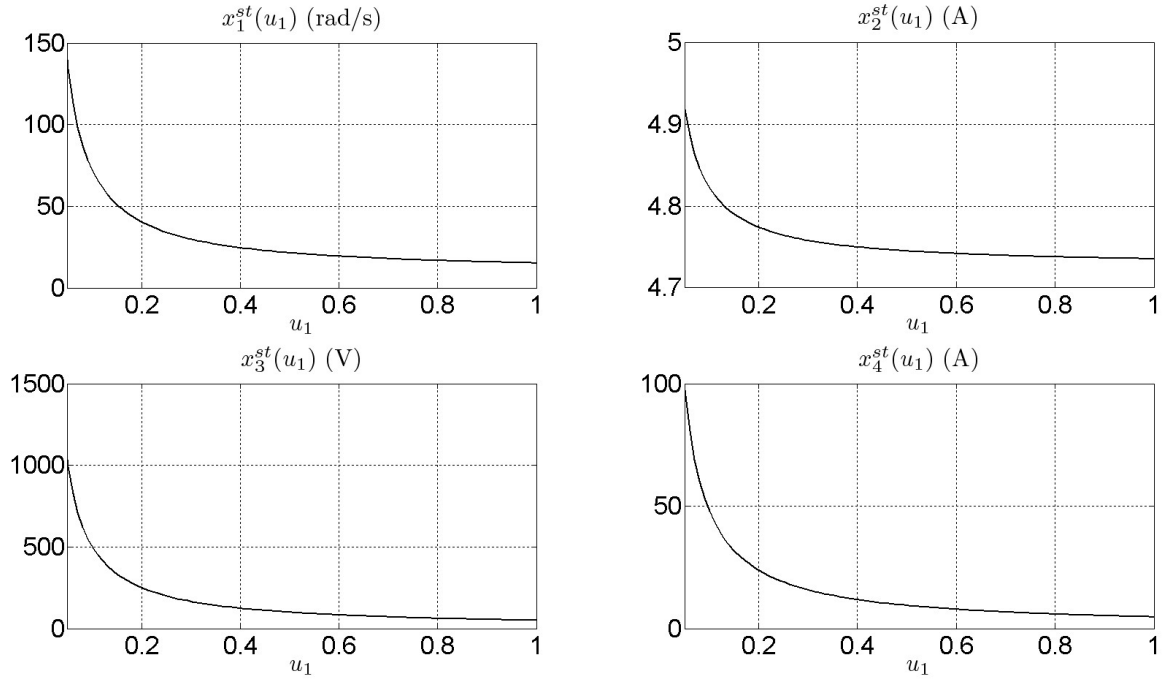 x_1^{st}(u_1) (rad/s)
150
100
50
0
0.2 0.4 0.6 0.8 1
u_1
x_2^{st}(u_1) (A)
5
4.9
4.8
4.7
0.2 0.4 0.6 0.8 1
u_1
x_3^{st}(u_1) (V)
1500
1000
500
0
0.2 0.4 0.6 0.8 1
u_1
x_4^{st}(u_1) (A)
100
50
0
0.2 0.4 0.6 0.8 1
u_1